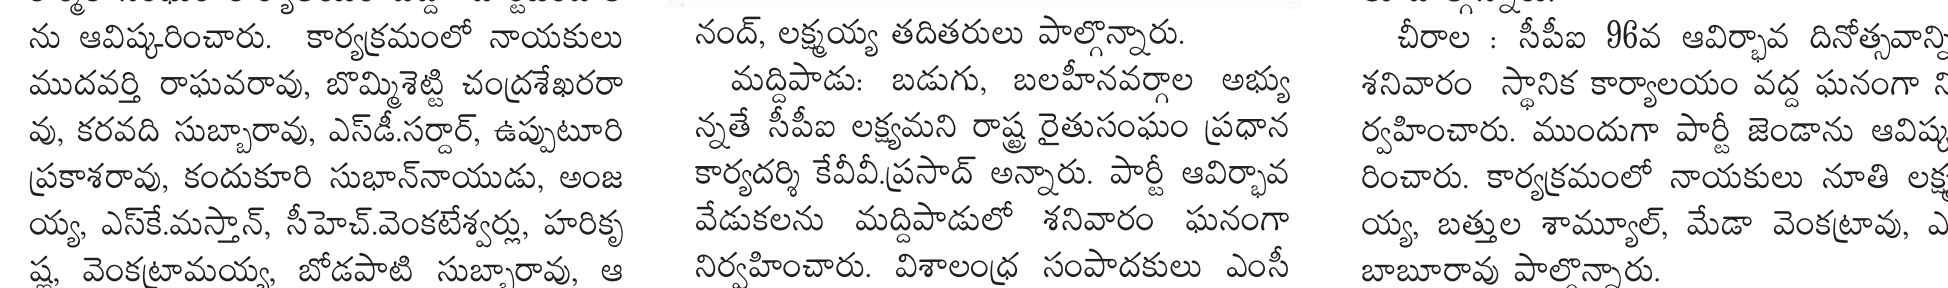 ను ఆవిష్కరించారు. కార్యక్రమంలో నాయకులు
ముదవర్తి రాఘవరావు, బొమ్మిశెట్టి చంద్రశేఖరరా
వు, కరవది సుబ్బారావు, ఎస్‌డీ.సర్దార్, ఉప్పుటూరి
ప్రకాశరావు, కందుకూరి సుభాన్‌నాయుడు, అంజ
య్య, ఎస్‌కే.మస్తాన్, సీహెచ్.వెంకటేశ్వర్లు, హరికృ
ష్ణ, వెంకట్రామయ్య, బోడపాటి సుబ్బారావు, ఆ
నంద్, లక్ష్మయ్య తదితరులు పాల్గొన్నారు.
మద్దిపాడు: బడుగు, బలహీనవర్గాల అభ్యు
న్నతే సీపీఐ లక్ష్యమని రాష్ట్ర రైతుసంఘం ప్రధాన
కార్యదర్శి కేవీవీ.ప్రసాద్ అన్నారు. పార్టీ ఆవిర్భావ
వేడుకలను మద్దిపాడులో శనివారం ఘనంగా
నిర్వహించారు. విశాలంధ్ర సంపాదకులు ఎంసీ
చీరాల : సీపీఐ 96వ ఆవిర్భావ దినోత్సవాన్ని
శనివారం స్థానిక కార్యాలయం వద్ద ఘనంగా ని
ర్వహించారు. ముందుగా పార్టీ జెండాను ఆవిష్క
రించారు. కార్యక్రమంలో నాయకులు నూతి లక్ష్మ
య్య, బత్తుల శామ్యూల్, మేడా వెంకట్రావు, ఎ
బాబూరావు పాల్గొన్నారు.